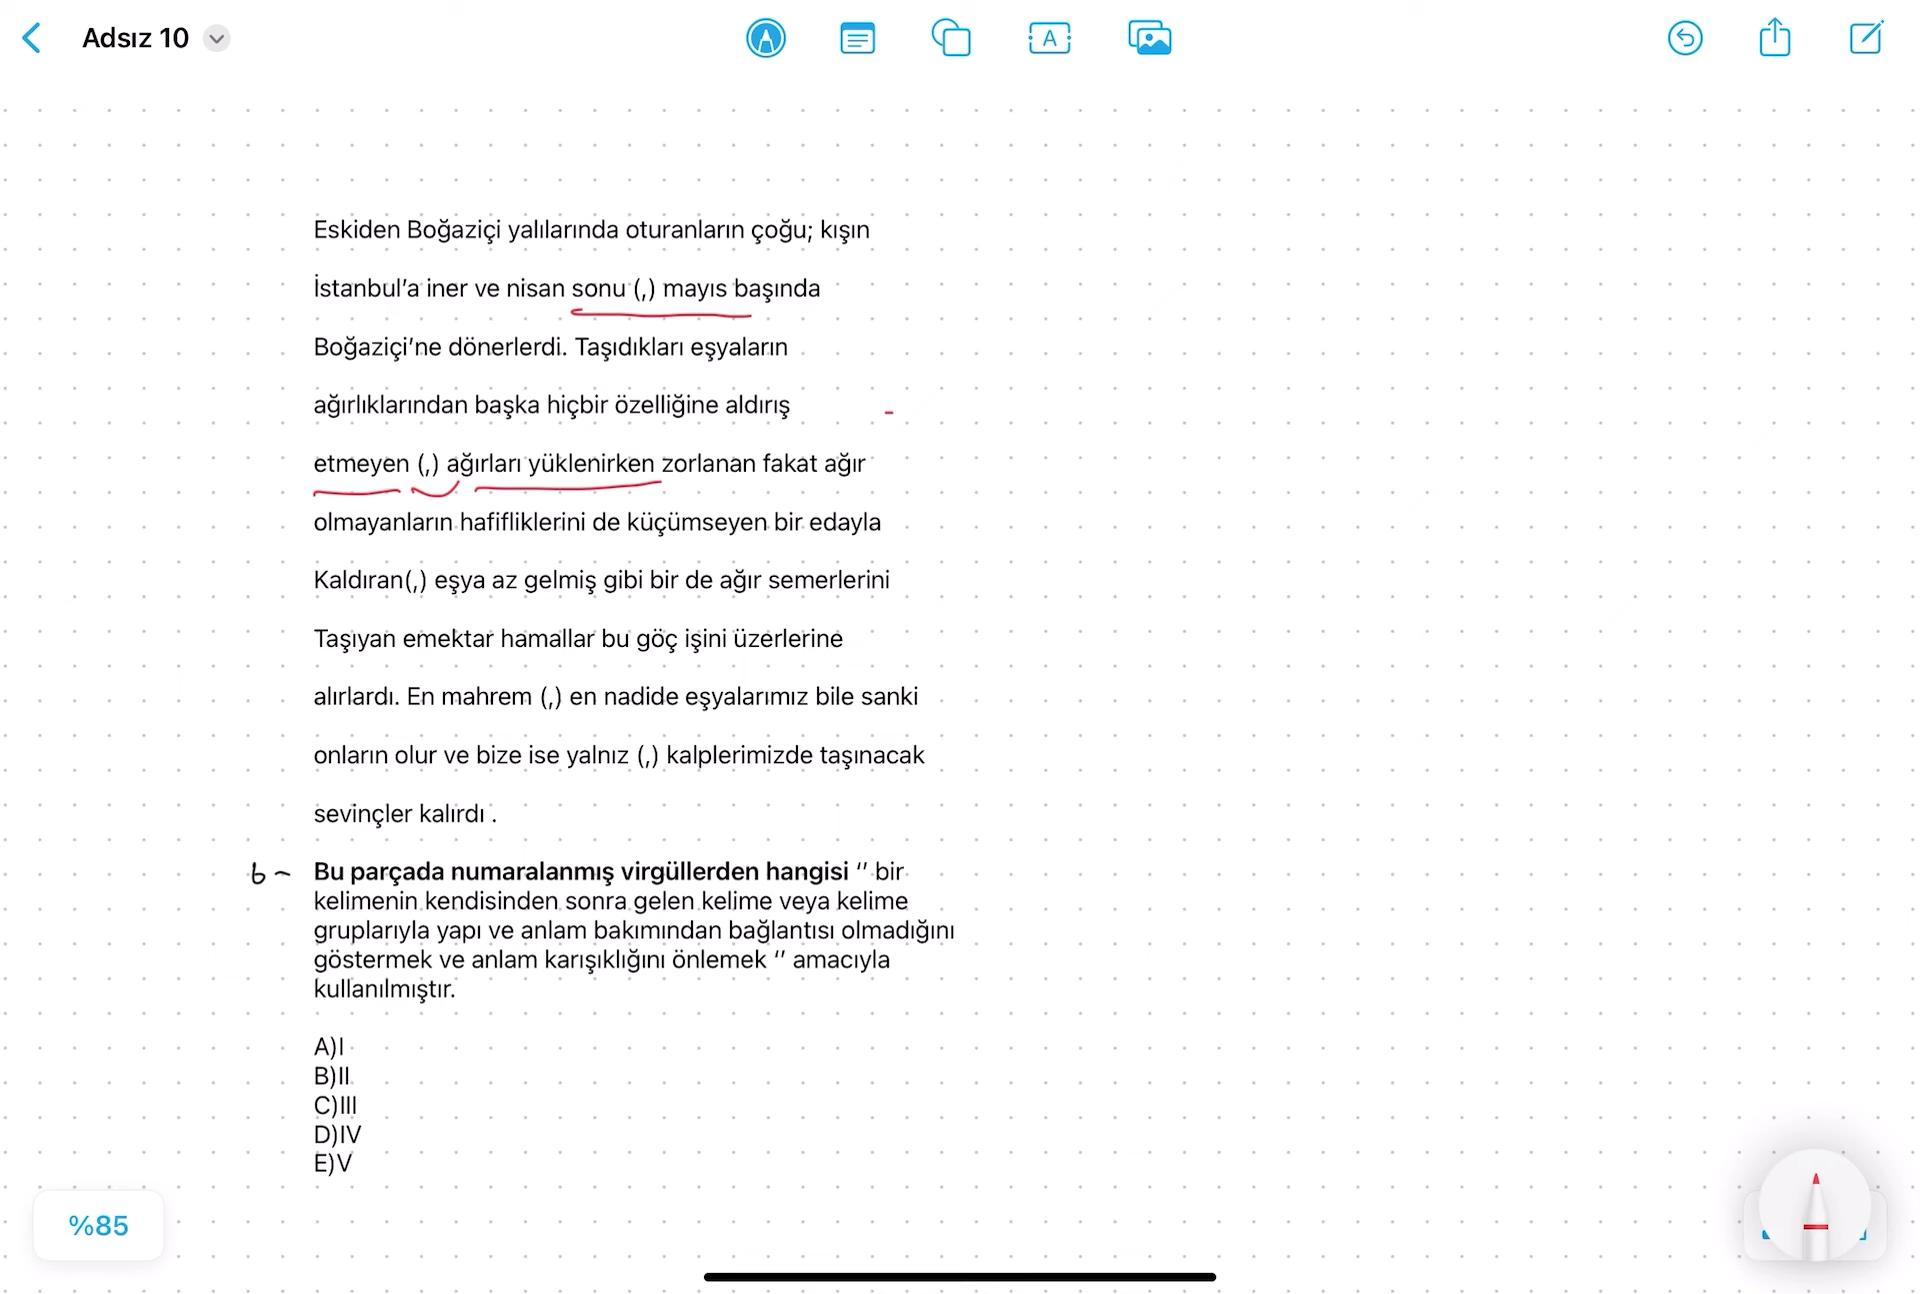 Adsız 10
Eskiden Boğaziçi yalılarında oturanların çoğu; kışın
İstanbul’a iner ve nisan sonu (,) mayıs başında
Boğaziçi’ne dönerlerdi. Taşıdıkları eşyaların
ağırlıklarından başka hiçbir özelliğine aldırış
etmeyen (,) ağırları yüklenirken zorlanan fakat ağır
olmayanların hafifliklerini de küçümseyen bir edayla
Kaldıran(,) eşya az gelmiş gibi bir de ağır semerlerini
Taşıyan emektar hamallar bu göç işini üzerlerine
alırlardı. En mahrem (,) en nadide eşyalarımız bile sanki
onların olur ve bize ise yalnız (,) kalplerimizde taşınacak
sevinçler kalırdı .
6- Bu parçada numaralanmış virgüllerden hangisi ‘’ bir
kelimenin kendisinden sonra gelen kelime veya kelime
gruplarıyla yapı ve anlam bakımından bağlantısı olmadığını
göstermek ve anlam karışıklığını önlemek ‘’ amacıyla
kullanılmıştır.
A)I
B)II
C)III
D)IV
E)V
%85